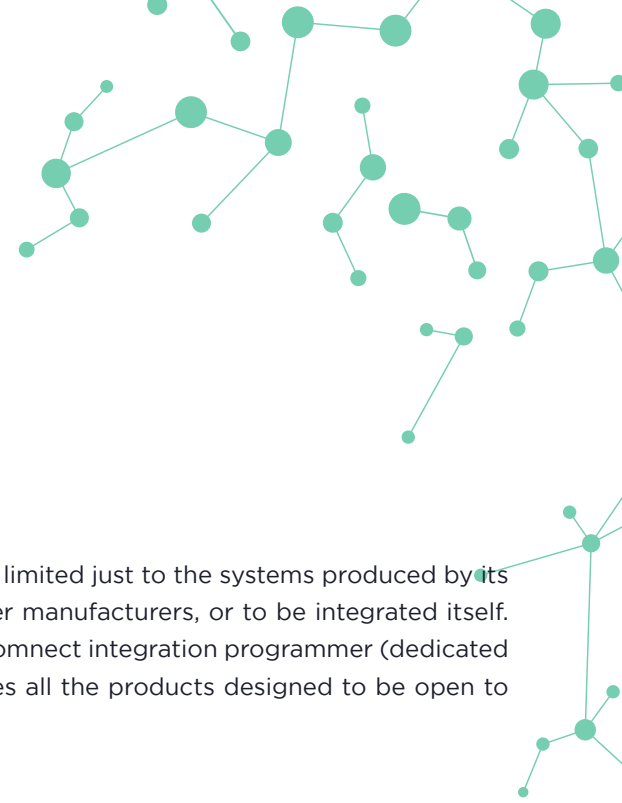 limited just to the systems produced by its
er manufacturers, or to be integrated itself.
omnect integration programmer (dedicated
es all the products designed to be open to